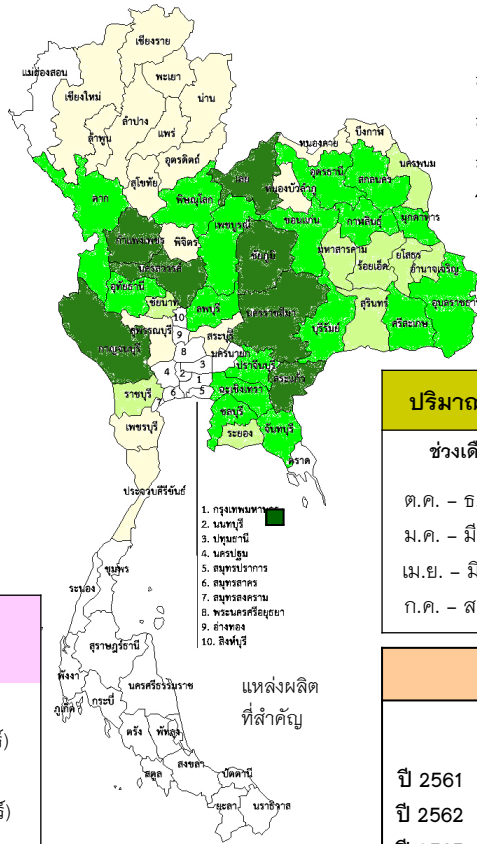 เชียงราย
แม่ฮ่องสอน
พะเยา
เชียงใหม่
น่าน
ลำปาง
ลำพูน
แพร่
อุตรดิตถ์
สุโขทัย
ตาก
พิษณุโลก
กำแพงเพชร
พิจิตร
เพชรบูรณ์
นครสวรรค์
อุทัยธานี
ชัยนาท
ลพบุรี
สุพรรณบุรี
สระบุรี
กาญจนบุรี
นครนายก
ราชบุรี
เพชรบุรี
ประจวบคีรีขันธ์
เลย
หนองบัวลำภู
หนองคาย
บึงกาฬ
อุดรธานี
สกลนคร
นครพนม
ขอนแก่น
กาฬสินธุ์
มุกดาหาร
ชัยภูมิ
มหาสารคาม
ร้อยเอ็ด
ยโสธร
อำนาจเจริญ
นครราชสีมา
บุรีรัมย์
สุรินทร์
ศรีสะเกษ
อุบลราชธานี
ปราจีนบุรี
สระแก้ว
ฉะเชิงเทรา
ชลบุรี
ระยอง
จันทบุรี
ตราด
10
9
8
3
4
2
1
5
6
1. กรุงเทพมหานคร
2. นนทบุรี
3. ปทุมธานี
4. นครปฐม
5. สมุทรปราการ
6. สมุทรสาคร
7. สมุทรสงคราม
8. พระนครศรีอยุธยา
9. อ่างทอง
10. สิงห์บุรี
ชุมพร
ระนอง
สุราษฎร์ธานี
พังงา
ภูเก็ต
กระบี่
นครศรีธรรมราช
ตรัง
พัทลุง
สงขลา
สตูล
ปัตตานี
ยะลา
นราธิวาส
แหล่งผลิต
ที่สำคัญ
ปริมาณ
ช่วงเดื
ต.ค. – ธ.
ม.ค. – มี
เม.ย. – มิ
ก.ค. – ส
ปี 2561
ปี 2562